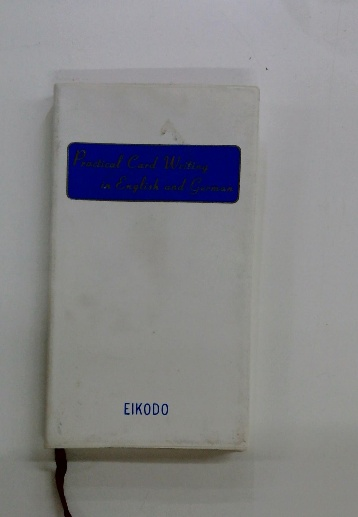 Practical Card Writing
in English and German
EIKODO